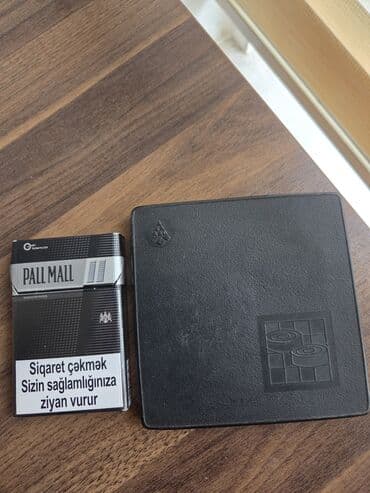 PALL MALL
Siqaret çəkmək
Sizin sağlamlığınıza
ziyan vurur